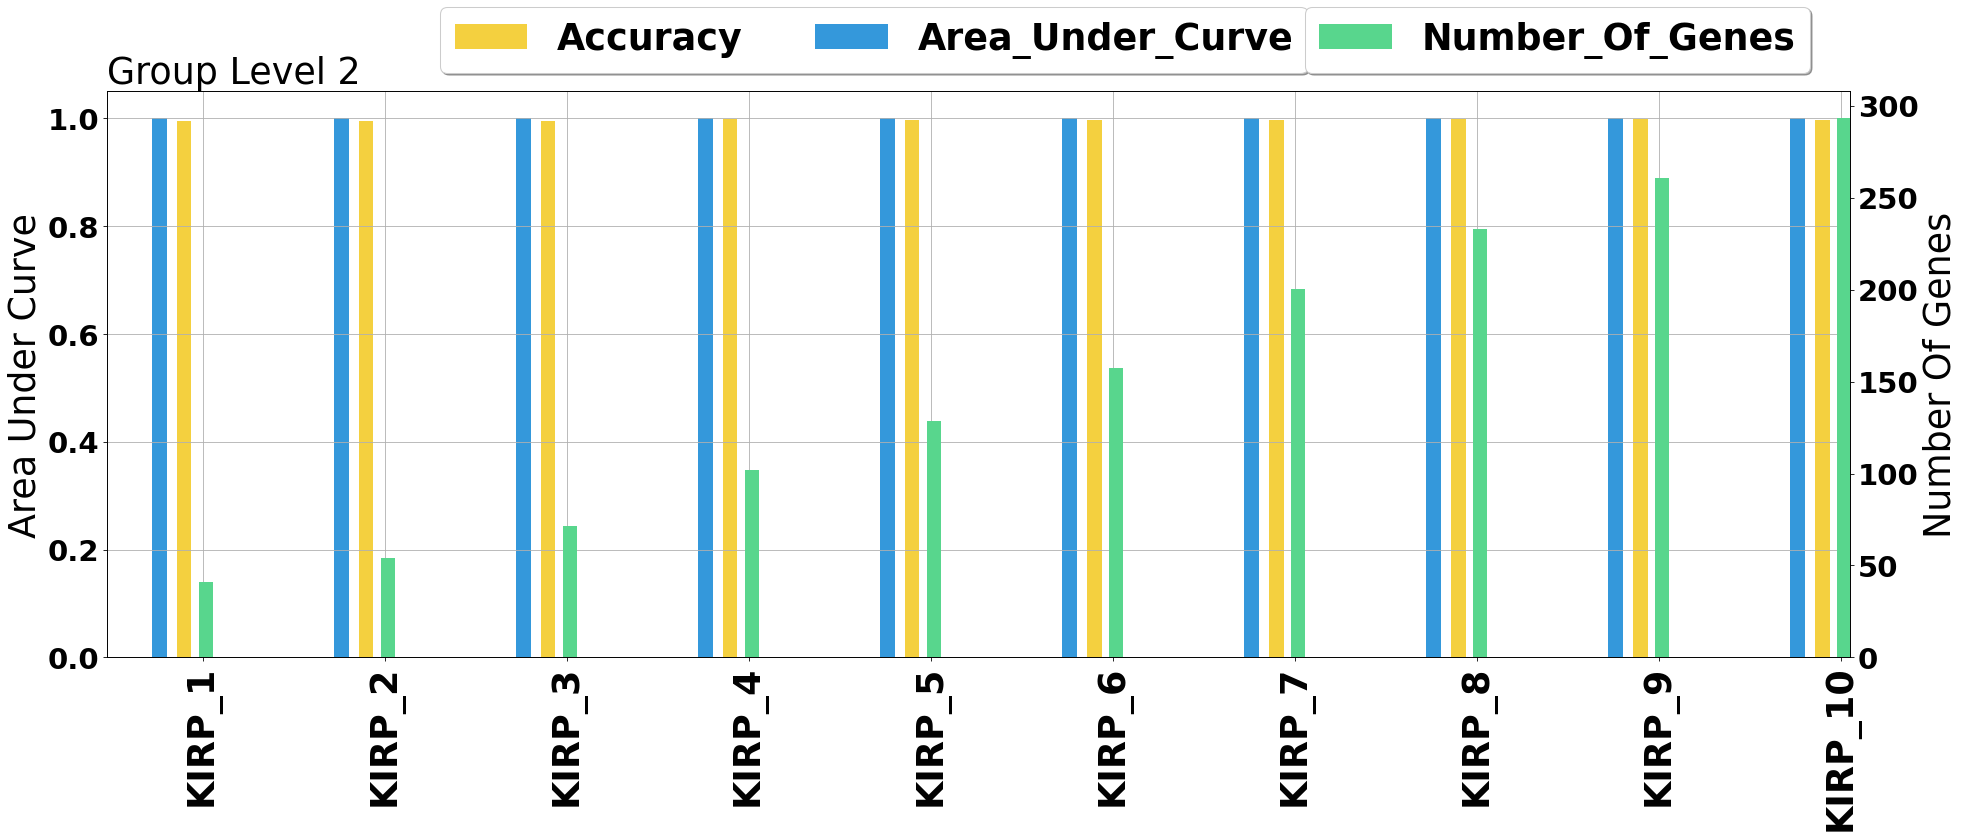 Accuracy
Area_Under_Curve
Number_Of_Genes
Group Level 2
Area Under Curve
1.0
0.8
0.6
0.4
0.2
0.0
300
250
200
150
100
50
0
Number Of Genes
KIRP_1
KIRP_2
KIRP_3
KIRP_4
KIRP_5
KIRP_6
KIRP_7
KIRP_8
KIRP_9
KIRP_10